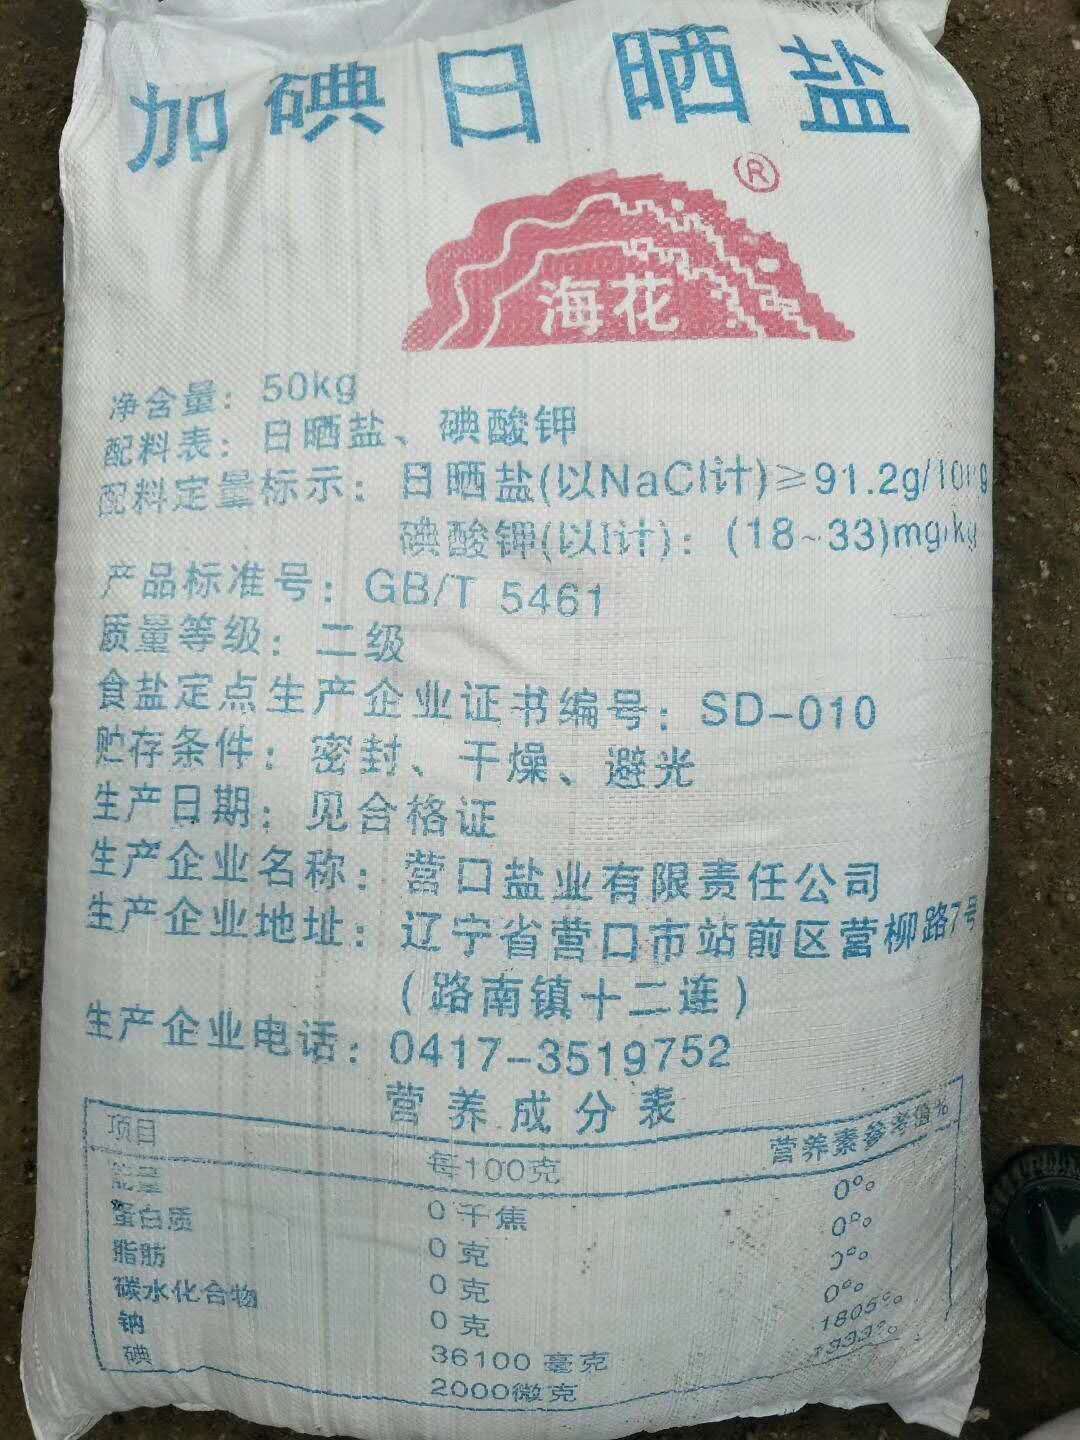 加碘日晒盐
®
海花
净含量：50kg
配料表：日晒盐、碘酸钾
配料定量标示：日晒盐(以NaCl计)≥91.2g/100g
碘酸钾(以I计)：(18~33)mg/kg
产品标准号：GB/T 5461
质量等级：二级
食盐定点生产企业证书编号：SD-010
贮存条件：密封、干燥、避光
生产日期：见合格证
生产企业名称：营口盐业有限责任公司
生产企业地址：辽宁省营口市站前区营柳路7号
（路南镇十二连）
生产企业电话：0417-3519752
营养成分表
项目 每100克 营养素参考值%
能量 0千焦 0%
蛋白质 0克 0%
脂肪 0克 0%
碳水化合物 0克 0%
钠 36100毫克 1805%
碘 2000微克 1333%